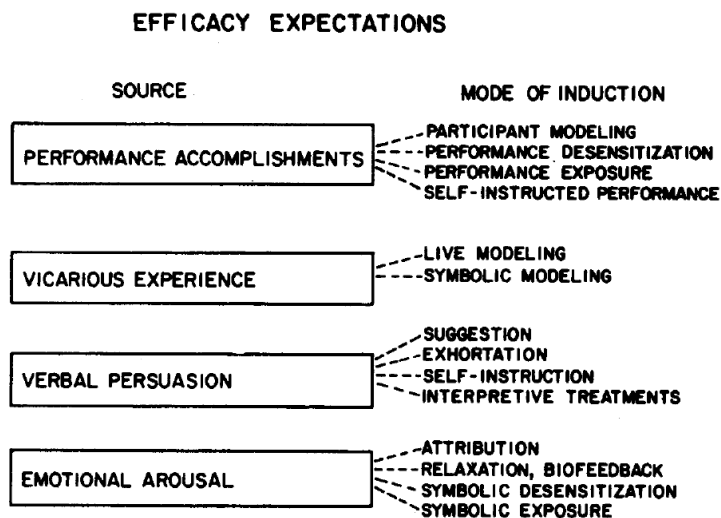 EFFICACY EXPECTATIONS
SOURCE
MODE OF INDUCTION
PERFORMANCE ACCOMPLISHMENTS
PARTICIPANT MODELING
PERFORMANCE DESENSITIZATION
PERFORMANCE EXPOSURE
SELF-INSTRUCTED PERFORMANCE
VICARIOUS EXPERIENCE
LIVE MODELING
SYMBOLIC MODELING
VERBAL PERSUASION
SUGGESTION
EXHORTATION
SELF-INSTRUCTION
INTERPRETIVE TREATMENTS
EMOTIONAL AROUSAL
ATTRIBUTION
RELAXATION, BIOFEEDBACK
SYMBOLIC DESENSITIZATION
SYMBOLIC EXPOSURE